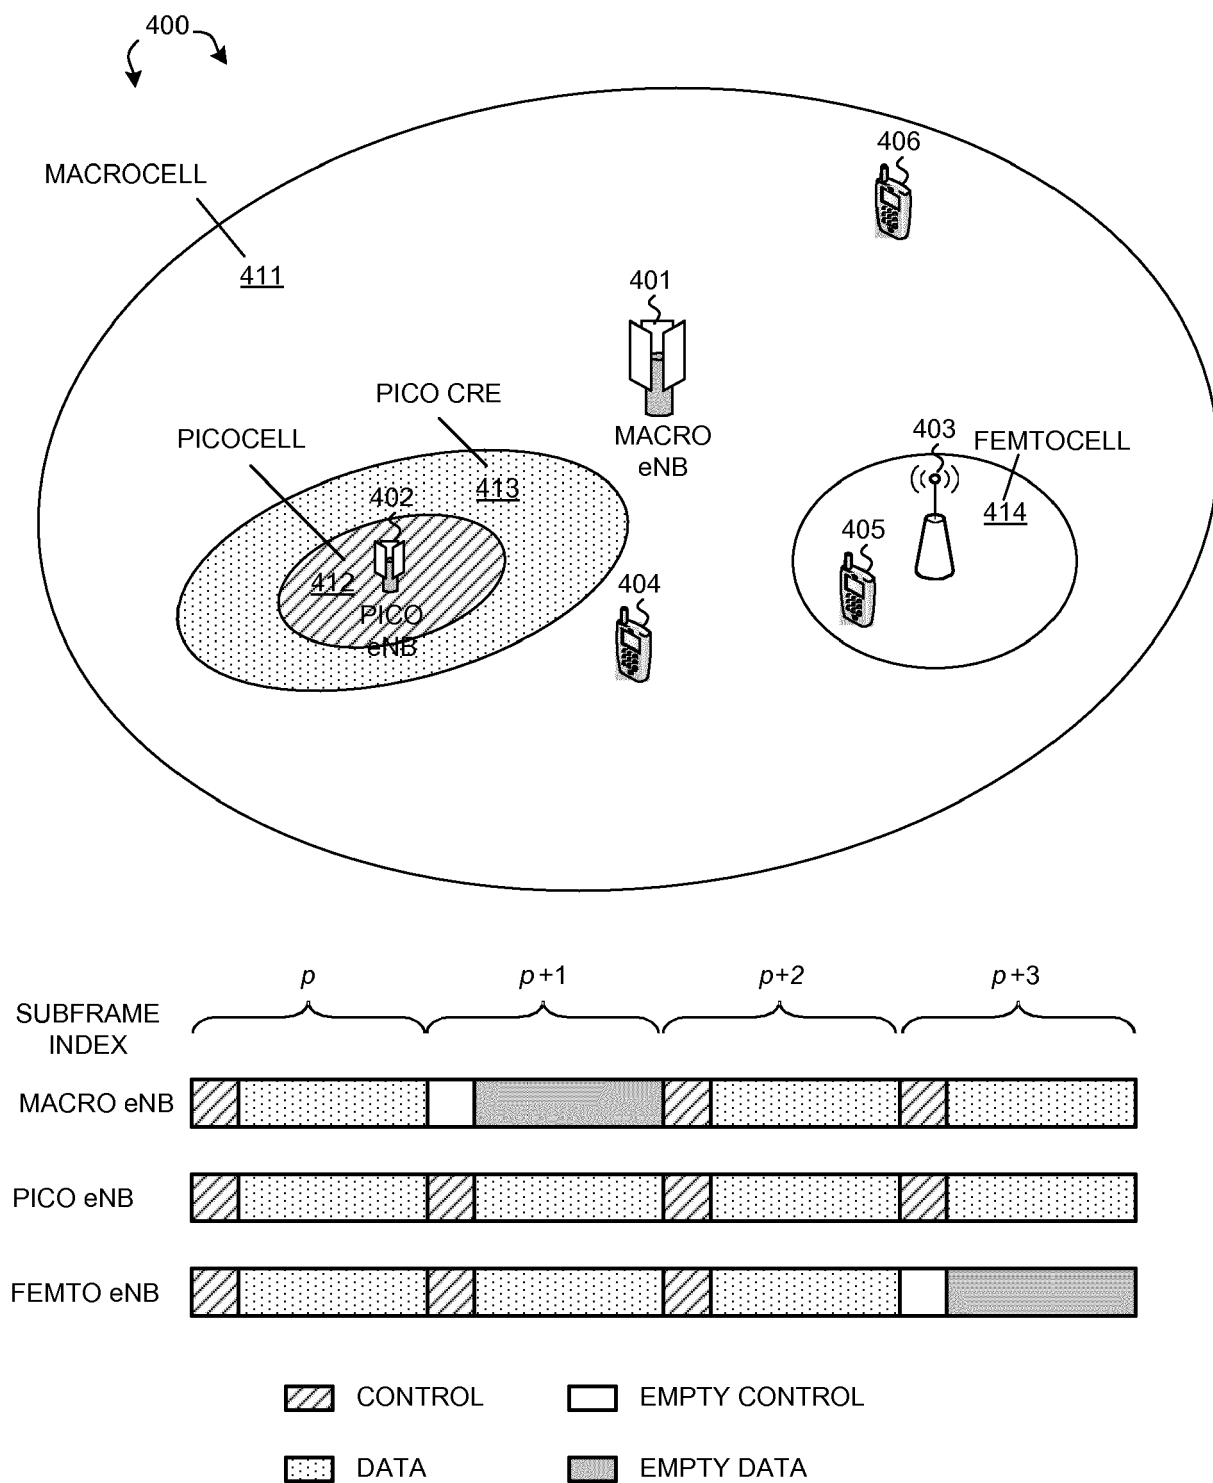 400
406
MACROCELL
411
401
PICO CRE
MACRO
eNB
PICOCELL
403
FEMTOCELL
413
402
414
405
412
404
PICO
eNB
p
p+1
p+2
p+3
SUBFRAME
INDEX
MACRO eNB
PICO eNB
FEMTO eNB
CONTROL
EMPTY CONTROL
DATA
EMPTY DATA